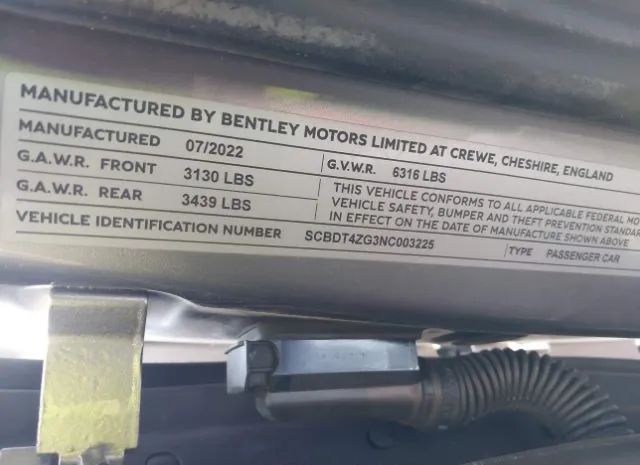 MANUFACTURED BY BENTLEY MOTORS LIMITED AT CREWE, CHESHIRE, ENGLAND
MANUFACTURED 07/2022
G.V.W.R. 6316 LBS
G.A.W.R. FRONT 3130 LBS
G.A.W.R. REAR 3439 LBS
THIS VEHICLE CONFORMS TO ALL APPLICABLE FEDERAL
VEHICLE SAFETY, BUMPER AND THEFT PREVENTION
IN EFFECT ON THE DATE OF MANUFACTURE SHOWN ABOVE
VEHICLE IDENTIFICATION NUMBER SCBDT4ZG3NC003225
TYPE PASSENGER CAR